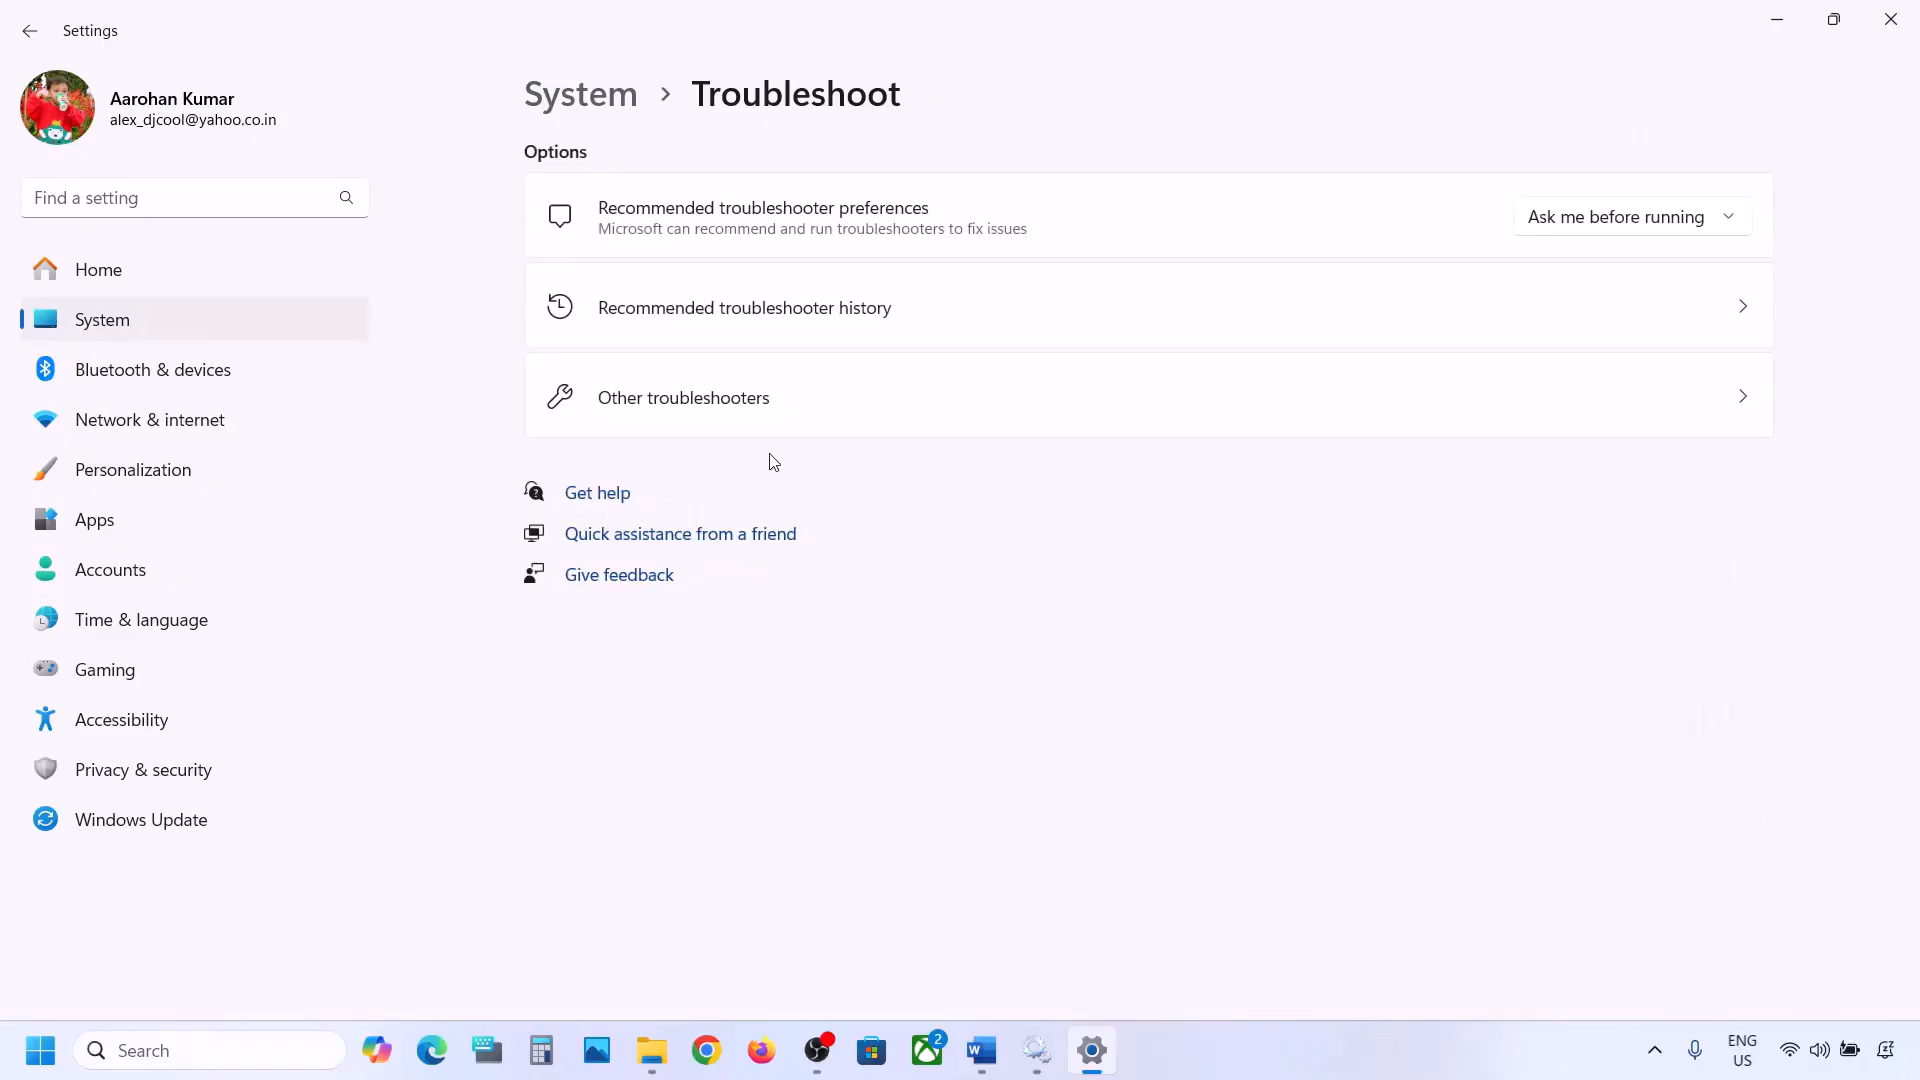 Settings
Aarohan Kumar
alex_djcool@yahoo.co.in
Find a setting
Home
System
Bluetooth & devices
Network & internet
Personalization
Apps
Accounts
Time & language
Gaming
Accessibility
Privacy & security
Windows Update
System > Troubleshoot
Options
Recommended troubleshooter preferences
Microsoft can recommend and run troubleshooters to fix issues
Ask me before running
Recommended troubleshooter history
Other troubleshooters
Get help
Quick assistance from a friend
Give feedback
Search
2
ENG
US